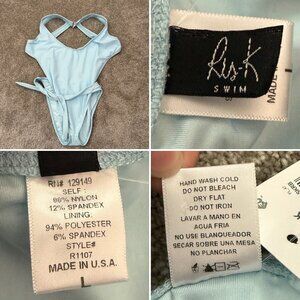 Ris-K
SWIM
MADE
S
RN# 129149
SELF:
88% NYLON
12% SPANDEX
LINING:
94% POLYESTER
6% SPANDEX
STYLE#
R1107
MADE IN U.S.A.
HAND WASH COLD
DO NOT BLEACH
DRY FLAT
DO NOT IRON
LAVAR A MANO EN
AGUA FRIA
NO USE BLANQUEADOR
SECAR SOBRE UNA MESA
NO PLANCHAR